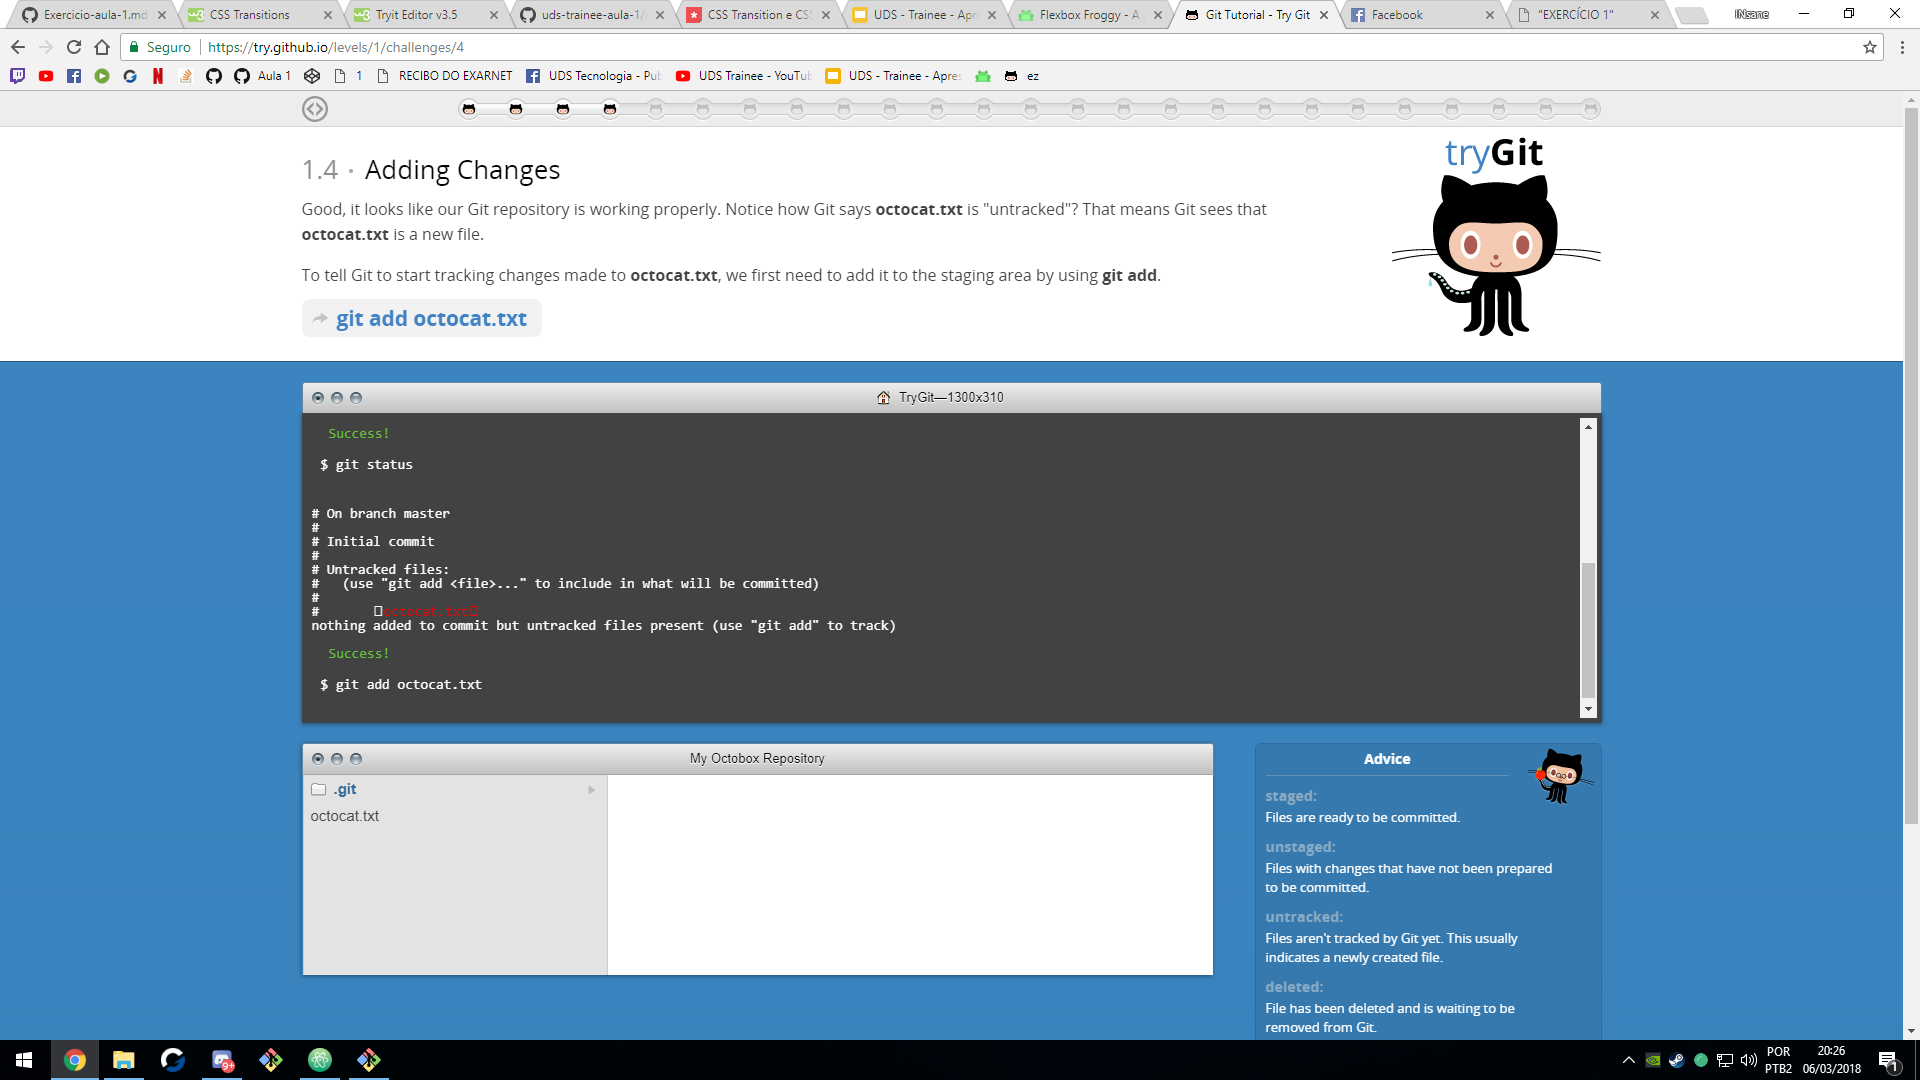 Exercicio-aula-1.md
CSS Transitions
Tryit Editor v3.5
uds-trainee-aula-1/
CSS Transition e CSS
UDS - Trainee - Apre
Flexbox Froggy - A
Git Tutorial - Try Git
Facebook
"EXERCÍCIO 1"
INsane
Seguro
https://try.github.io/levels/1/challenges/4
Aula 1
1
RECIBO DO EXARNET
UDS Tecnologia - Pub
UDS Trainee - YouTu
UDS - Trainee - Apres
ez
1.4 · Adding Changes
tryGit
Good, it looks like our Git repository is working properly. Notice how Git says octocat.txt is "untracked"? That means Git sees that
octocat.txt is a new file.
To tell Git to start tracking changes made to octocat.txt, we first need to add it to the staging area by using git add.
git add octocat.txt
TryGit—1300x310
Success!
$ git status
# On branch master
#
# Initial commit
#
# Untracked files:
#   (use "git add <file>..." to include in what will be committed)
#
#       octocat.txt
nothing added to commit but untracked files present (use "git add" to track)
Success!
$ git add octocat.txt
My Octobox Repository
.git
octocat.txt
Advice
staged:
Files are ready to be committed.
unstaged:
Files with changes that have not been prepared
to be committed.
untracked:
Files aren't tracked by Git yet. This usually
indicates a newly created file.
deleted:
File has been deleted and is waiting to be
removed from Git.
9+
POR
PTB2
20:26
06/03/2018
1